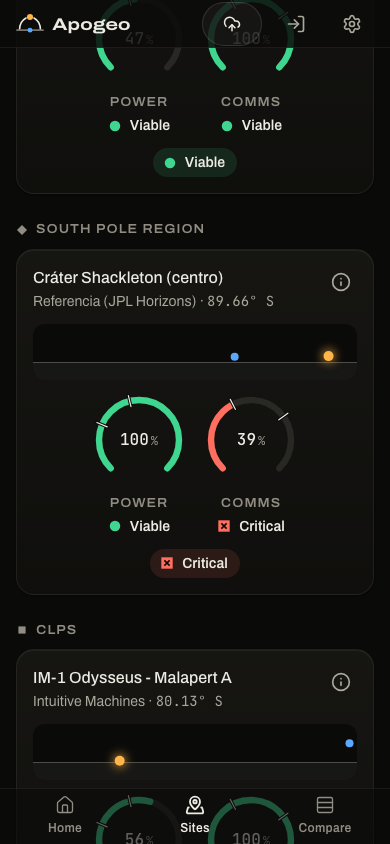 Apogeo
47%
100%
POWER
COMMS
Viable
Viable
Viable
SOUTH POLE REGION
Cráter Shackleton (centro)
Referencia (JPL Horizons) · 89.66° S
100%
39%
POWER
COMMS
Viable
Critical
Critical
CLPS
IM-1 Odysseus - Malapert A
Intuitive Machines · 80.13° S
56%
100%
Home
Sites
Compare